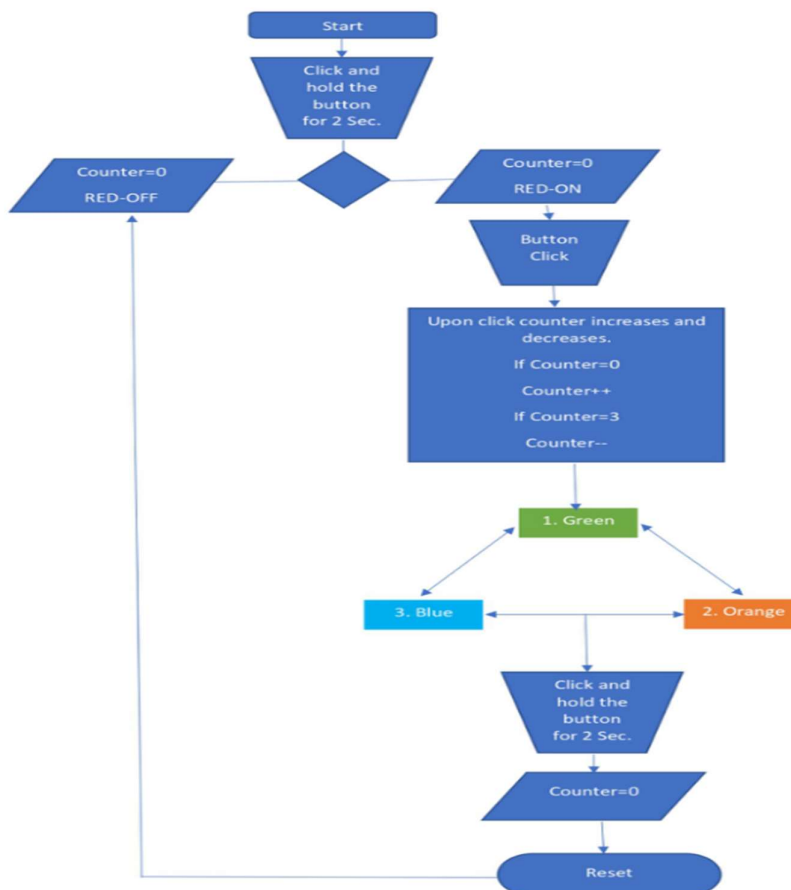 Start
Click and
hold the
button
for 2 Sec.
Counter=0
RED-OFF
Counter=0
RED-ON
Button
Click
Upon click counter increases and
decreases.
If Counter=0
Counter++
If Counter=3
Counter--
1. Green
3. Blue
2. Orange
Click and
hold the
button
for 2 Sec.
Counter=0
Reset